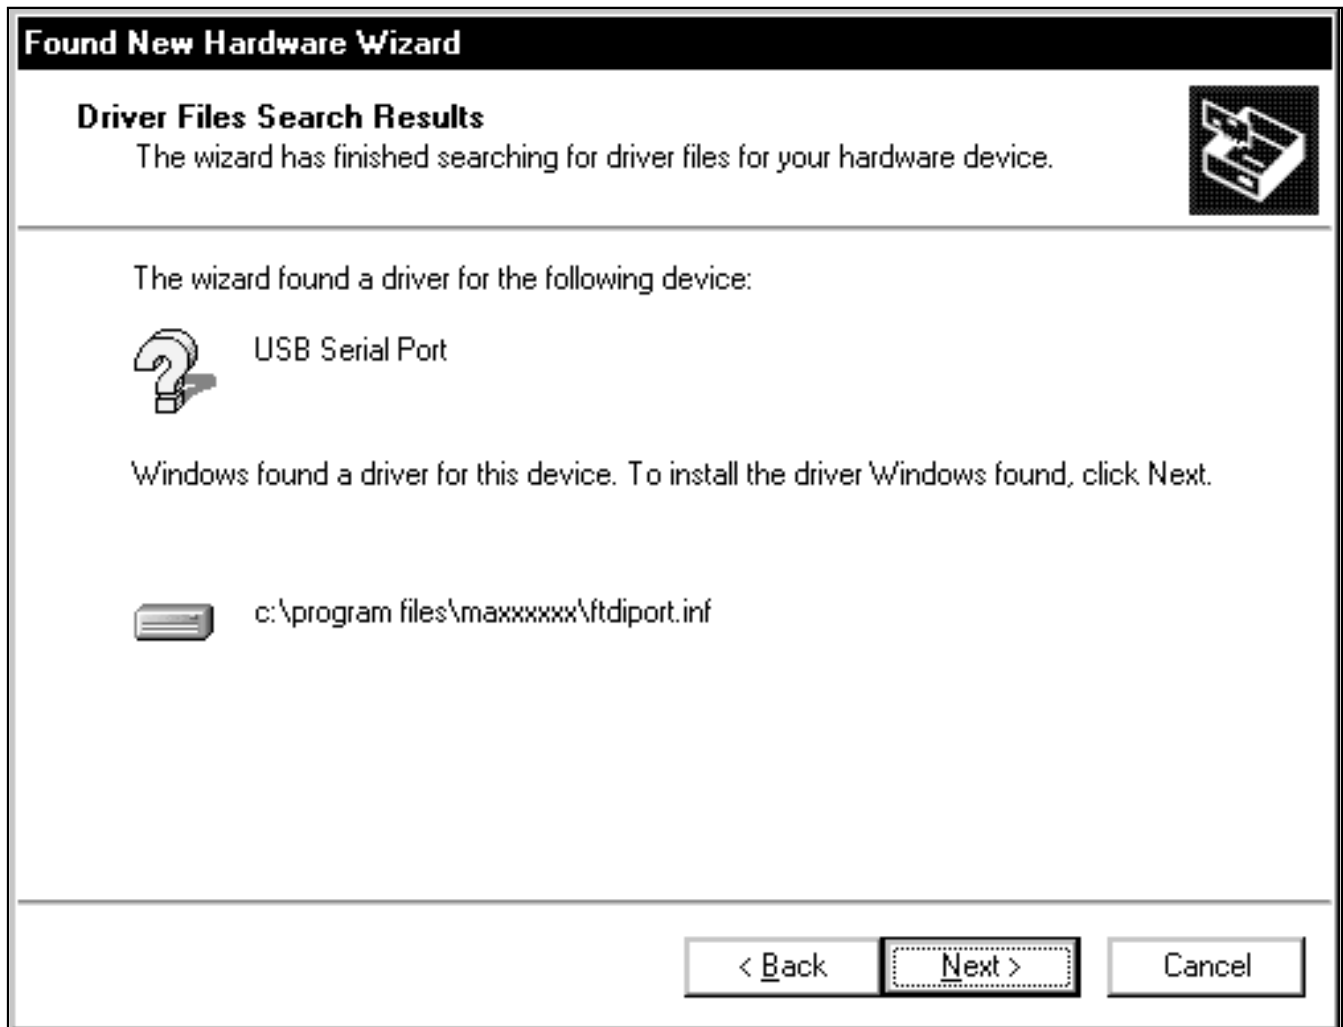 Found New Hardware Wizard
Driver Files Search Results
The wizard has finished searching for driver files for your hardware device.
The wizard found a driver for the following device:
USB Serial Port
Windows found a driver for this device. To install the driver Windows found, click Next.
c:\program files\maxxxxxx\ftdiport.inf
< Back
Next >
Cancel